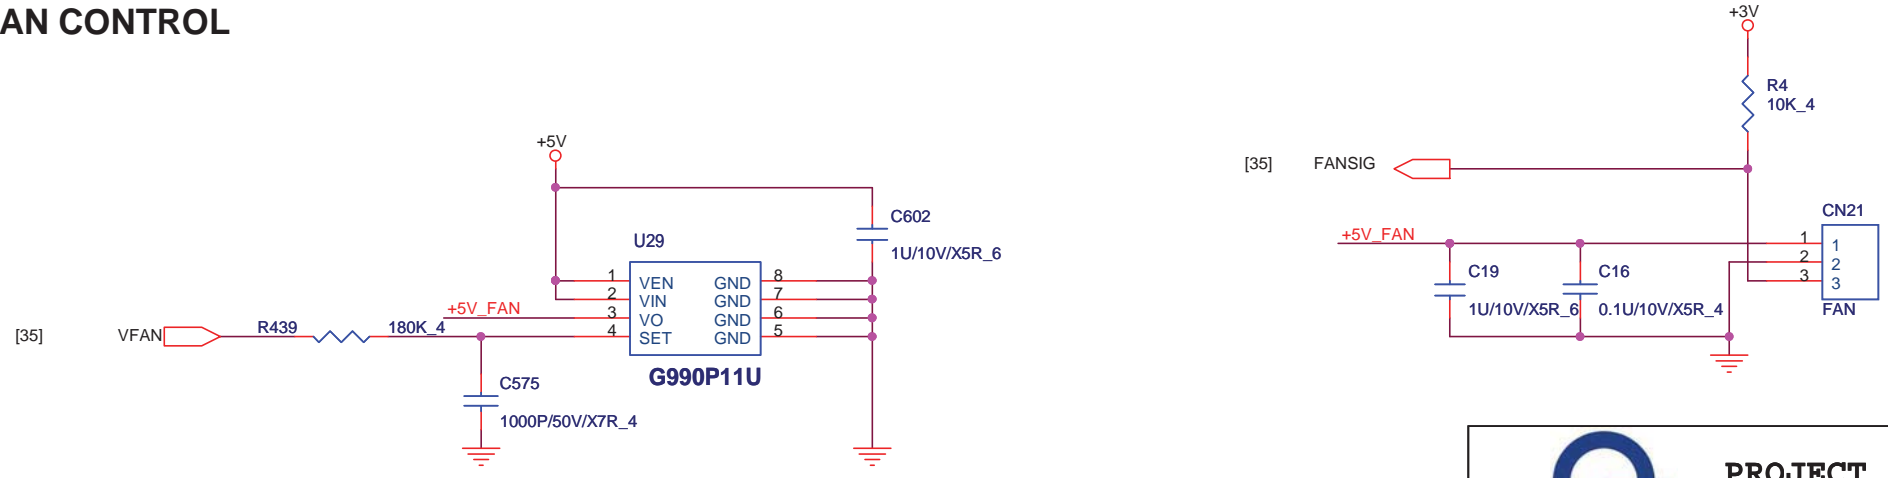 AN CONTROL
+5V
C602
1U/10V/X5R_6
U29
1 VEN GND 8
2 VIN GND 7
+5V_FAN 3 VO GND 6
4 SET GND 5
G990P11U
[35] VFAN R439 180K_4
C575
1000P/50V/X7R_4
+3V
R4
10K_4
[35] FANSIG
CN21
+5V_FAN
1 1
2 2
3 3
FAN
C19
1U/10V/X5R_6
C16
0.1U/10V/X5R_4
PROJECT